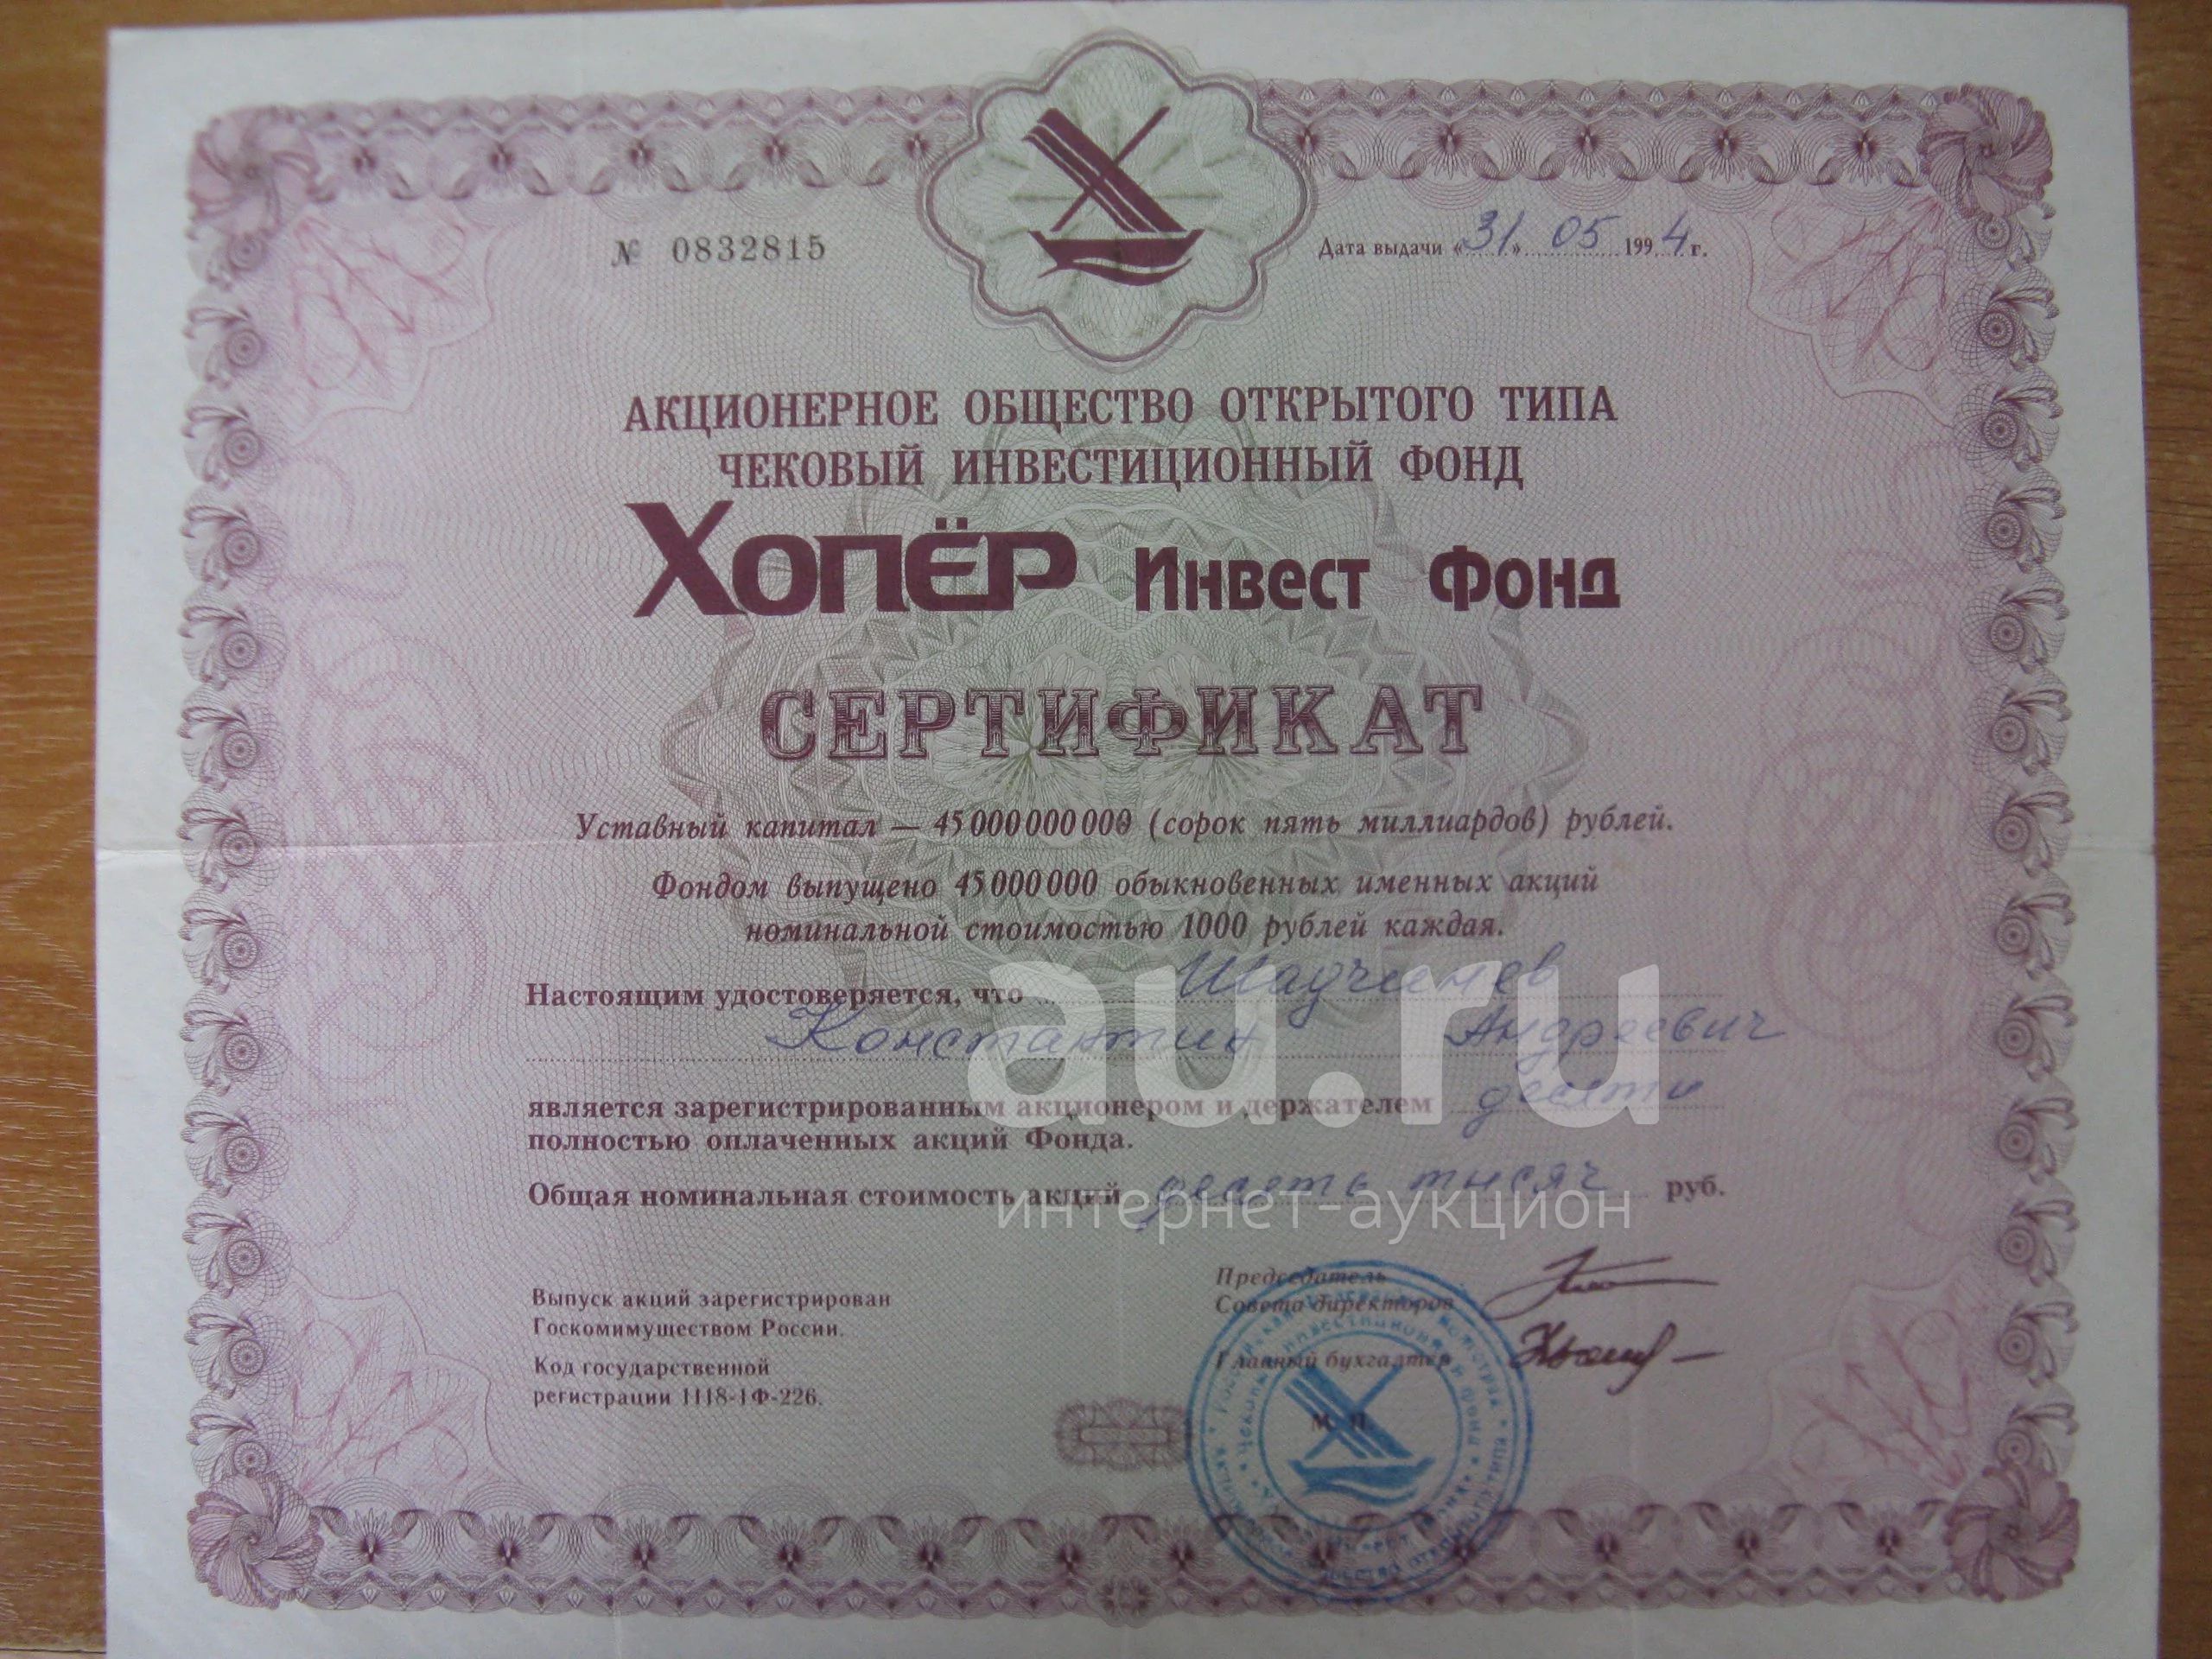 № 0832815
Дата выдачи «31» 05 1994 г.
АКЦИОНЕРНОЕ ОБЩЕСТВО ОТКРЫТОГО ТИПА
ЧЕКОВЫЙ ИНВЕСТИЦИОННЫЙ ФОНД
ХОПЁР Инвест Фонд
СЕРТИФИКАТ
Уставный капитал — 45 000 000 000 (сорок пять миллиардов) рублей.
Фондом выпущено 45 000 000 обыкновенных именных акций
номинальной стоимостью 1000 рублей каждая.
Настоящим удостоверяется, что
Константин Андреевич
является зарегистрированным акционером и держателем десяти
полностью оплаченных акций Фонда.
Общая номинальная стоимость акций десять тысяч руб.
au.ru
интернет-аукцион
Выпуск акций зарегистрирован
Госкомимуществом России.
Код государственной
регистрации 1118-1Ф-226.
Председатель
Совета директоров
Главный бухгалтер
М. П.